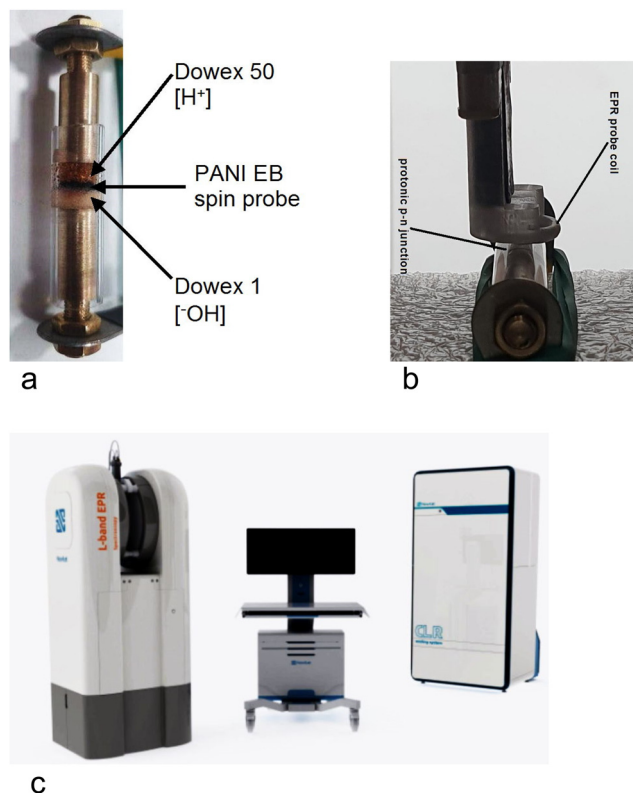 Dowex 50
[H⁺]
PANI EB
spin probe
Dowex 1
[⁻OH]
a
EPR probe coil
protonic p-n junction
b
L-band EPR
CLR
c